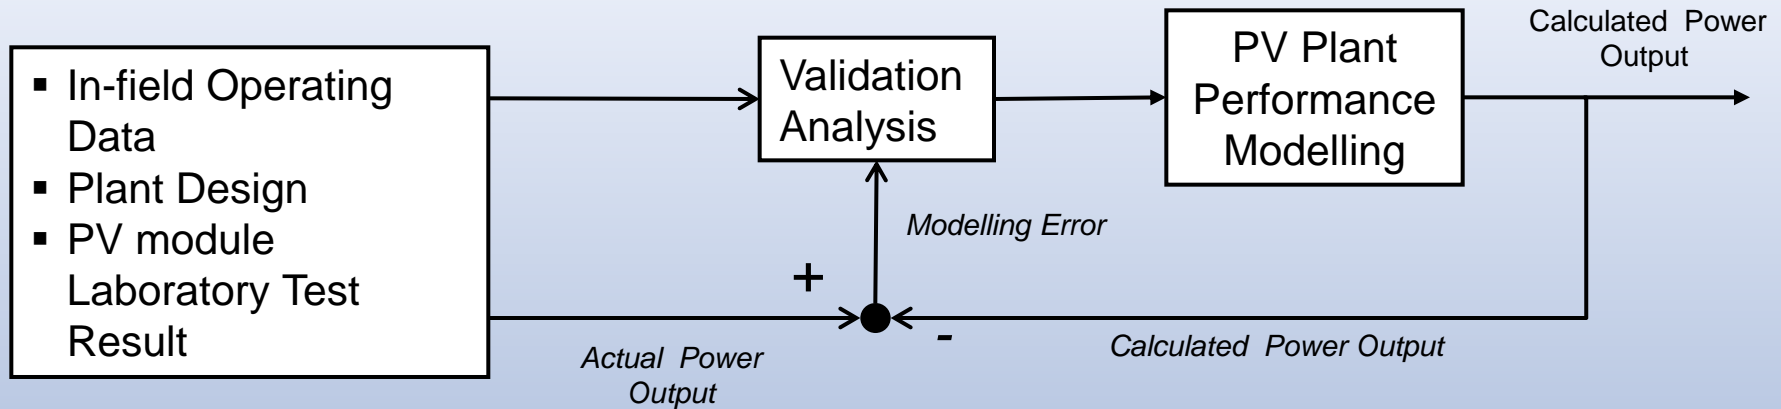 ▪ In-field Operating
Data
▪ Plant Design
▪ PV module
Laboratory Test
Result
Validation
Analysis
PV Plant
Performance
Modelling
Calculated Power
Output
Modelling Error
+
-
Actual Power
Output
Calculated Power Output